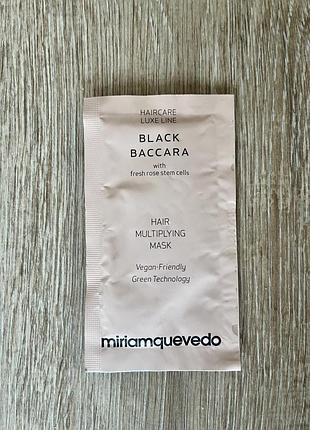 HAIRCARE
LUXE LINE
BLACK
BACCARA
with
fresh rose stem cells
HAIR
MULTIPLYING
MASK
Vegan-Friendly
Green Technology
miriamquevedo